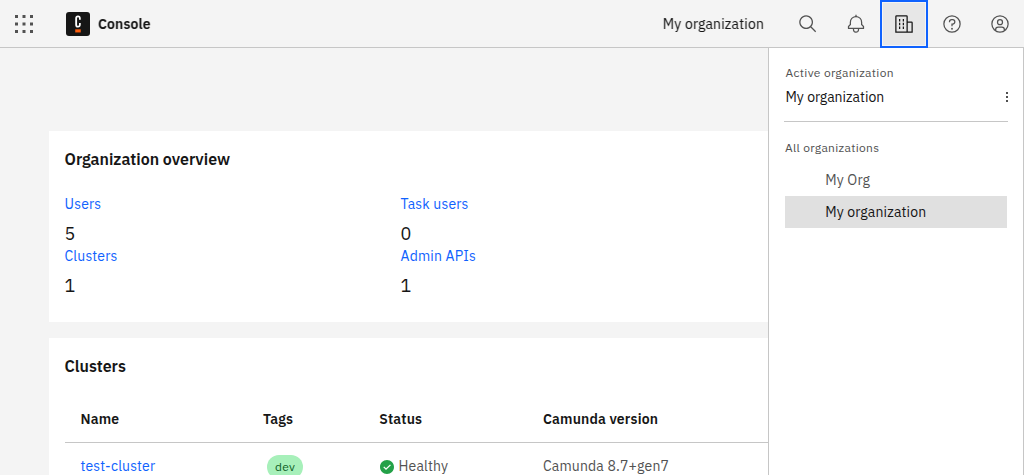 Console
My organization
Active organization
My organization
All organizations
My Org
My organization
Organization overview
Users
5
Task users
0
Clusters
1
Admin APIs
1
Clusters
Name Tags Status Camunda version
test-cluster dev Healthy Camunda 8.7+gen7